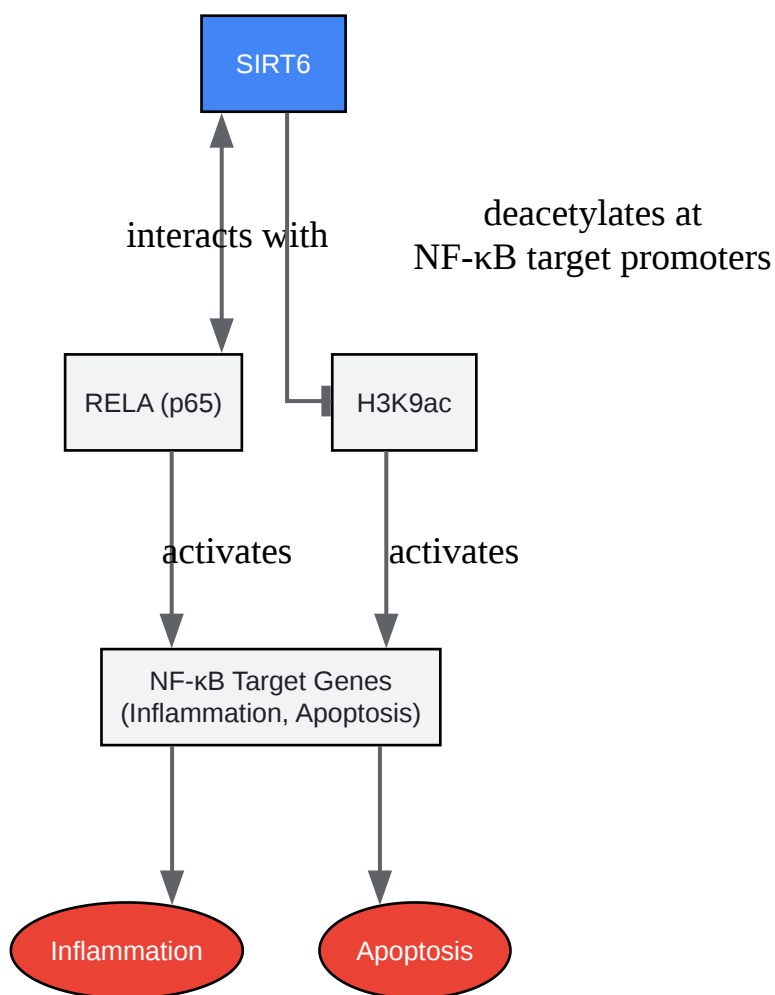 SIRT6
interacts with
deacetylates at
NF-κB target promoters
RELA (p65)
H3K9ac
activates
activates
NF-κB Target Genes
(Inflammation, Apoptosis)
Inflammation
Apoptosis